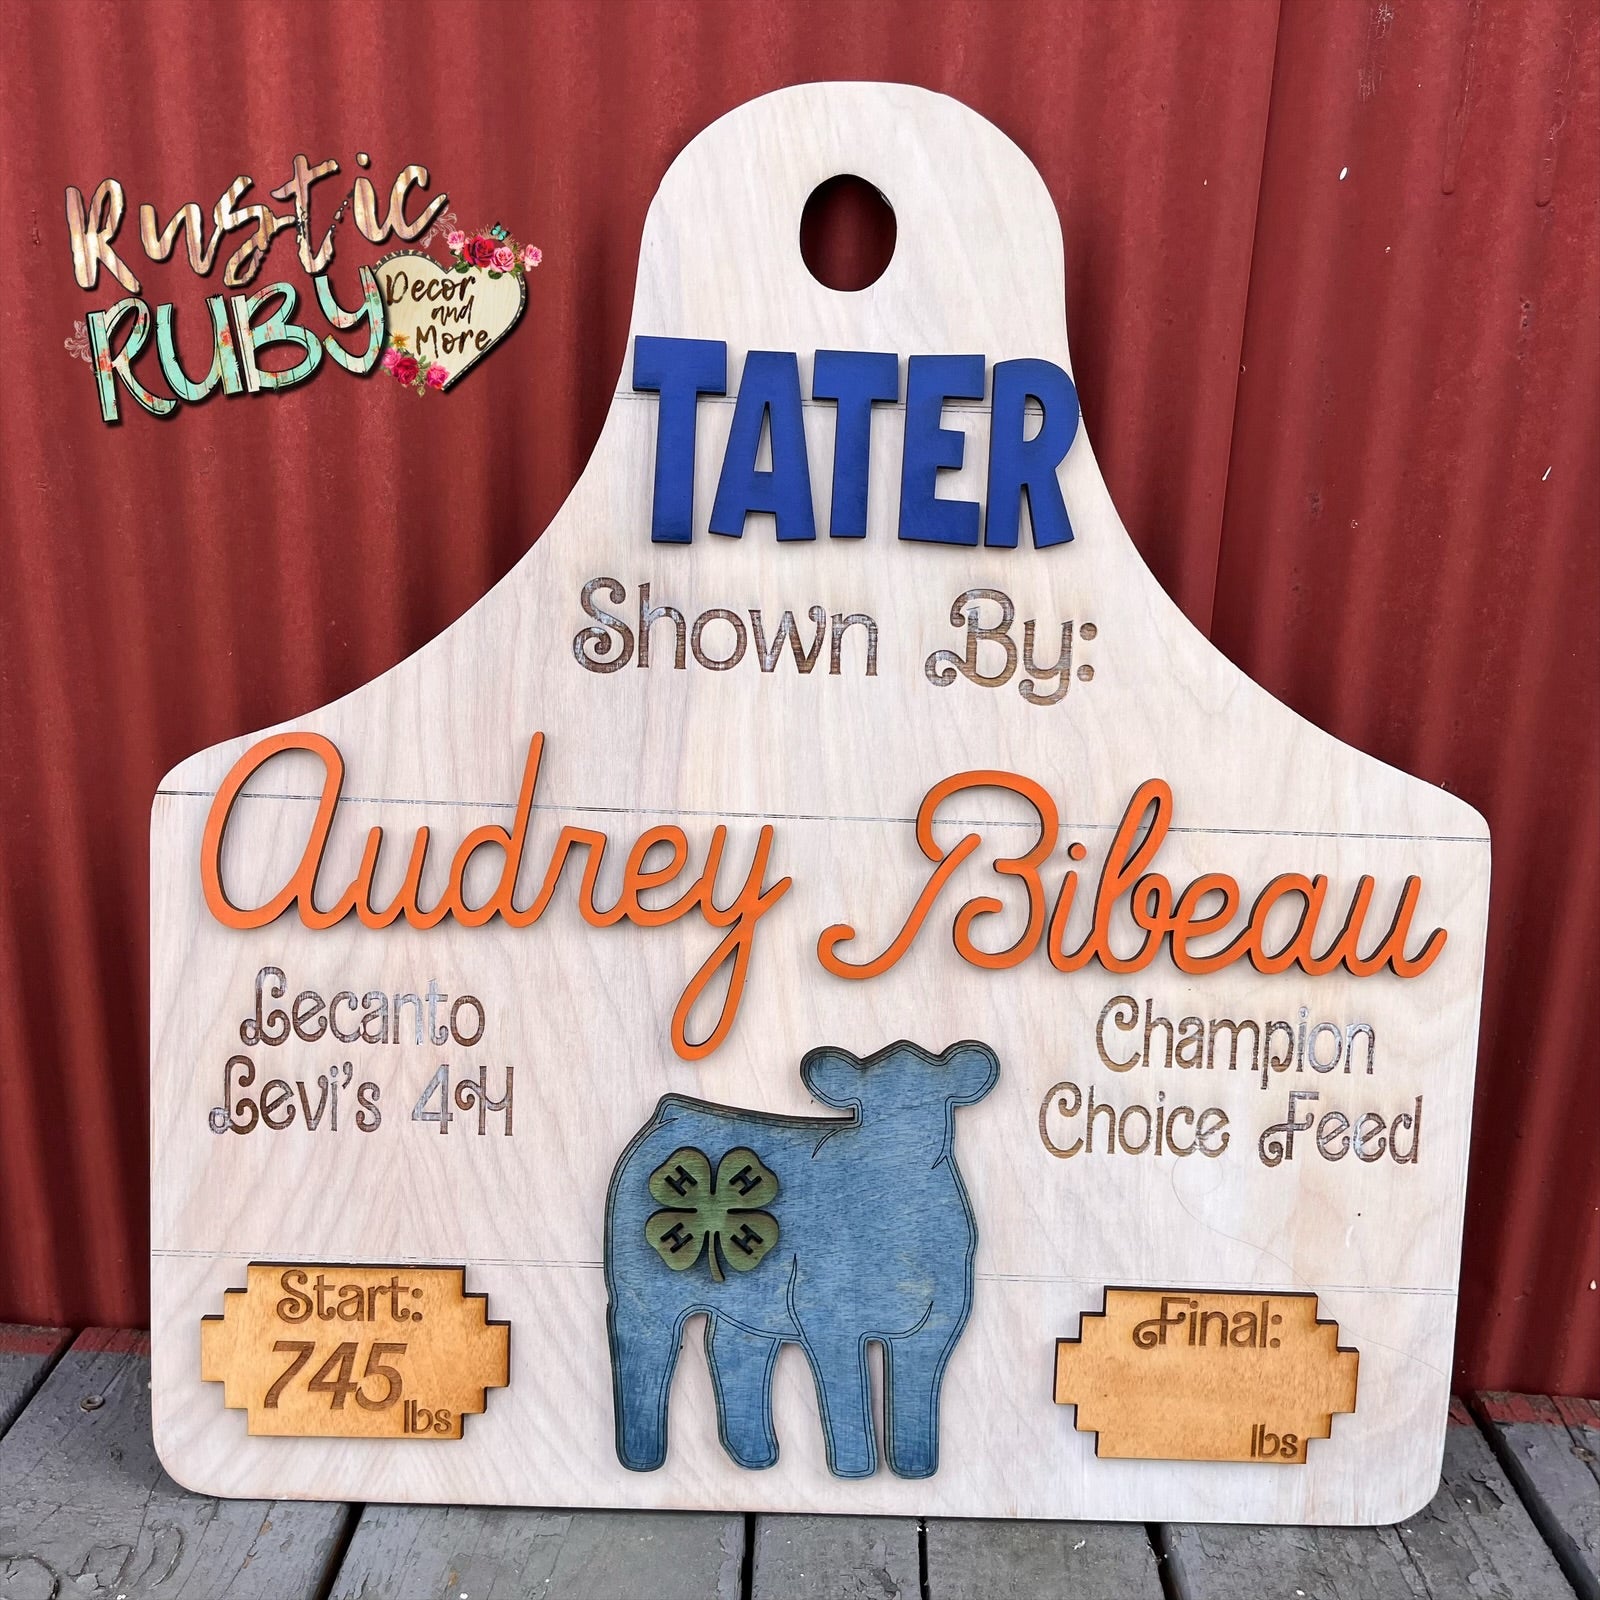 Rustic
RUBY
Decor
and
More
TATER
Shown By:
Audrey Bibeau
Lecanto
Levi's 4H
Champion
Choice Feed
H H
H H
Start:
745
lbs
Final:
lbs